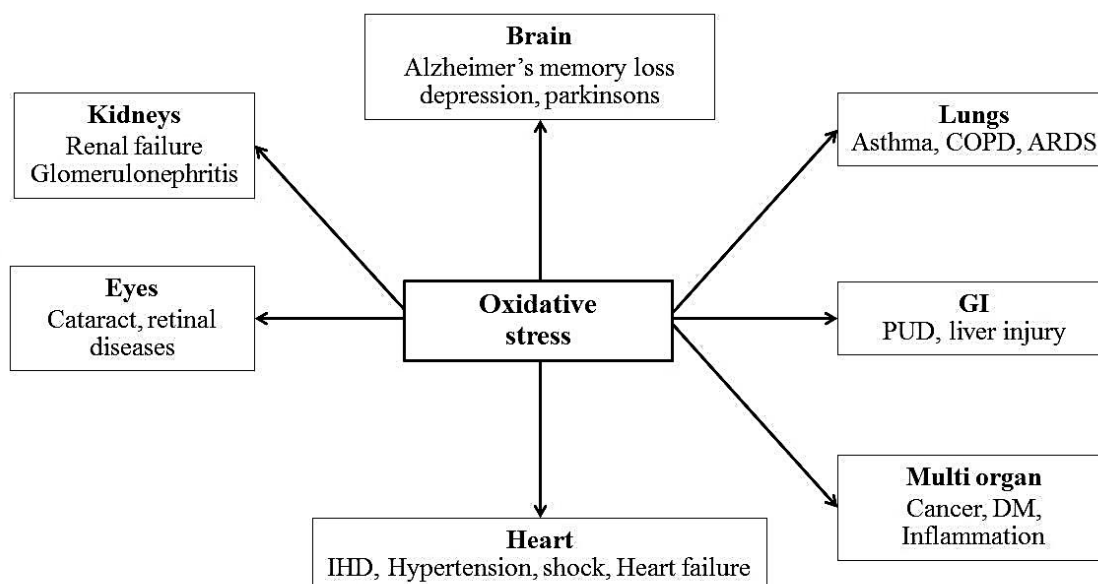 Brain
Alzheimer’s memory loss
depression, parkinsons
Kidneys
Renal failure
Glomerulonephritis
Lungs
Asthma, COPD, ARDS
Eyes
Cataract, retinal
diseases
Oxidative
stress
GI
PUD, liver injury
Multi organ
Cancer, DM,
Inflammation
Heart
IHD, Hypertension, shock, Heart failure